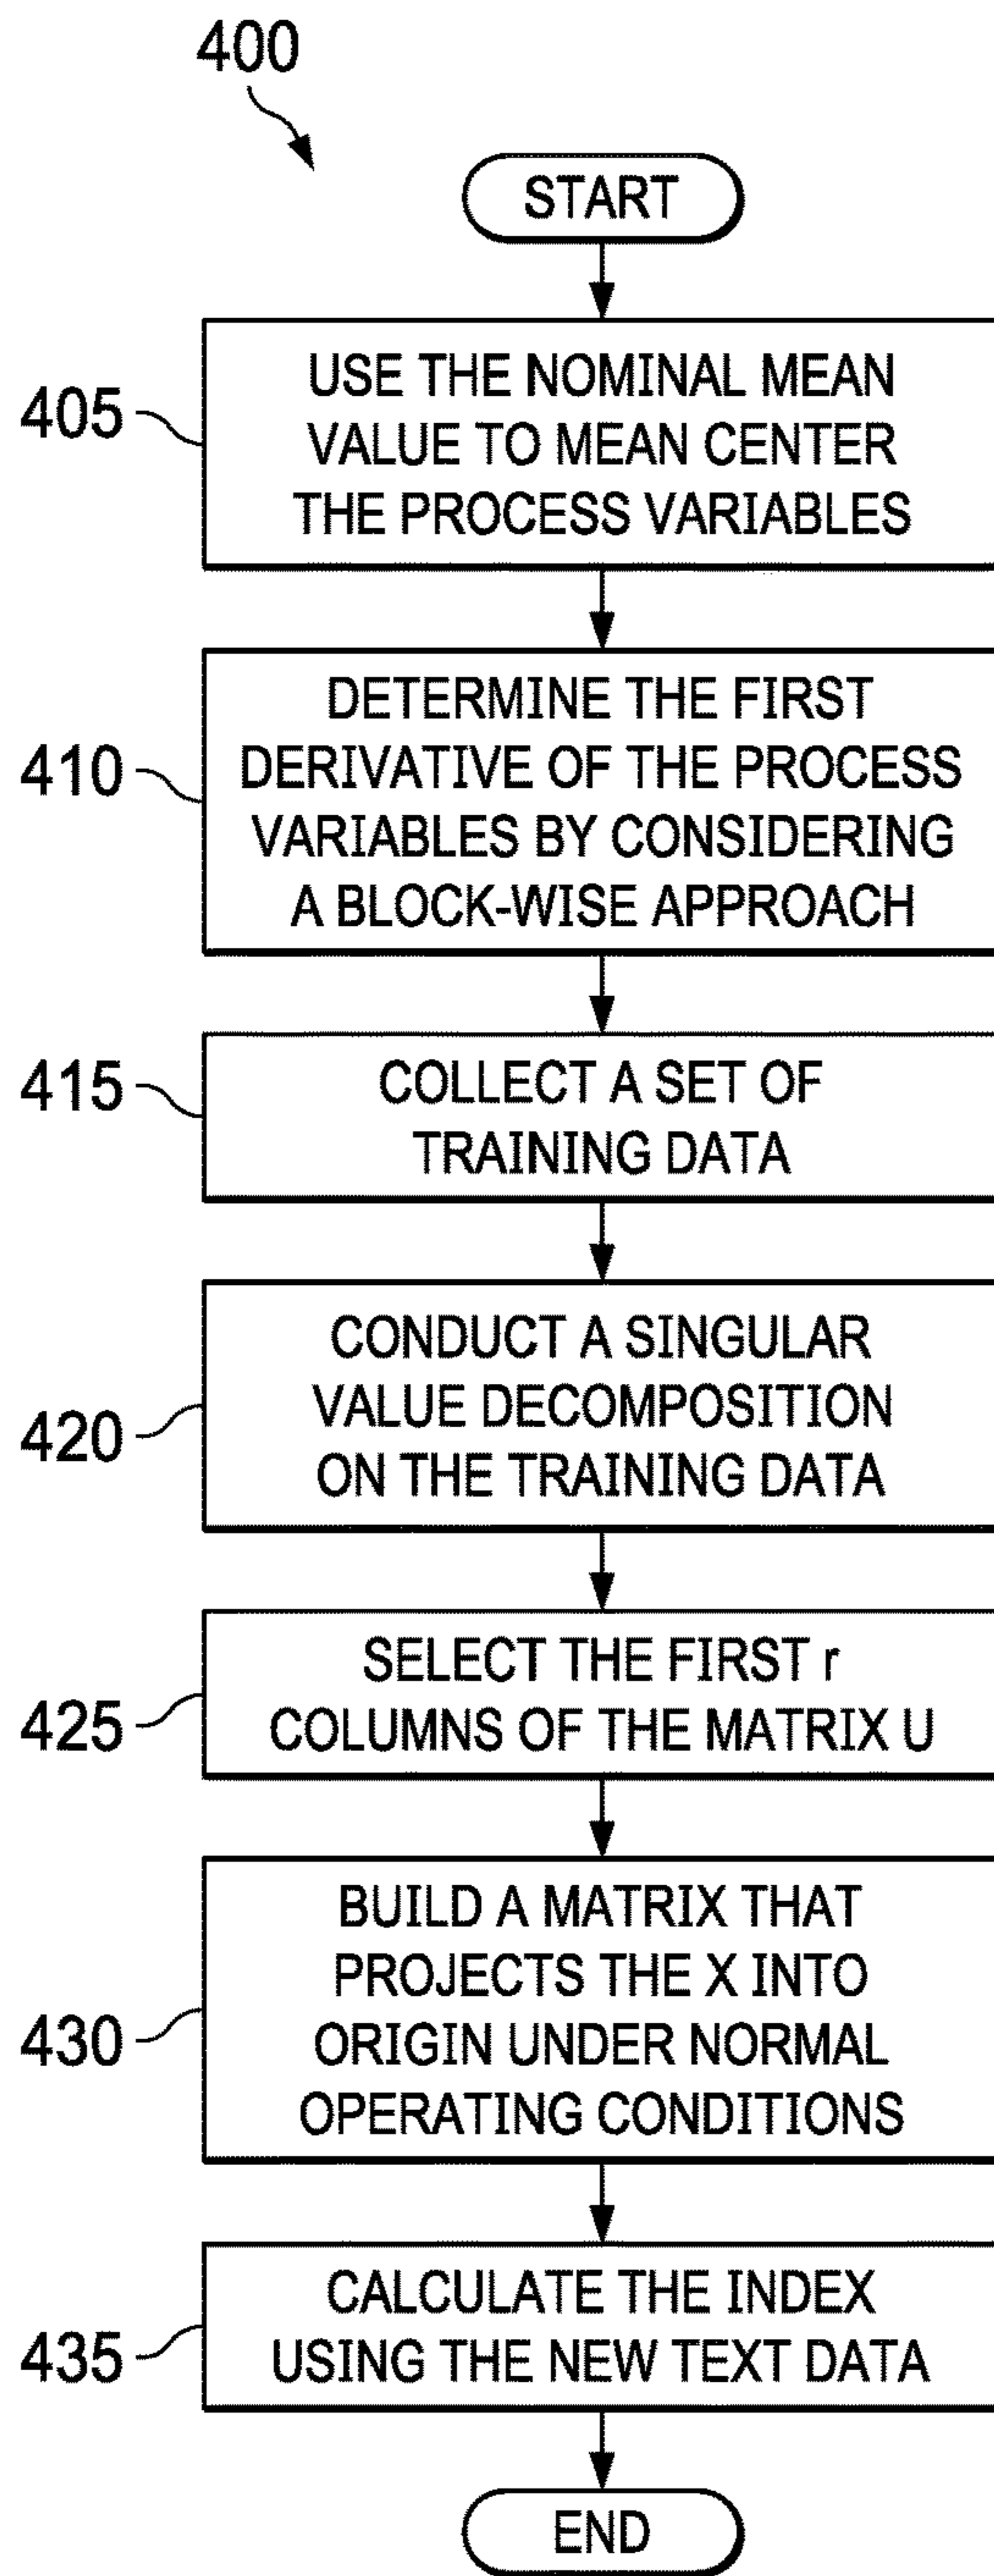 400
START
405
USE THE NOMINAL MEAN
VALUE TO MEAN CENTER
THE PROCESS VARIABLES
410
DETERMINE THE FIRST
DERIVATIVE OF THE PROCESS
VARIABLES BY CONSIDERING
A BLOCK-WISE APPROACH
415
COLLECT A SET OF
TRAINING DATA
420
CONDUCT A SINGULAR
VALUE DECOMPOSITION
ON THE TRAINING DATA
425
SELECT THE FIRST r
COLUMNS OF THE MATRIX U
430
BUILD A MATRIX THAT
PROJECTS THE X INTO
ORIGIN UNDER NORMAL
OPERATING CONDITIONS
435
CALCULATE THE INDEX
USING THE NEW TEXT DATA
END